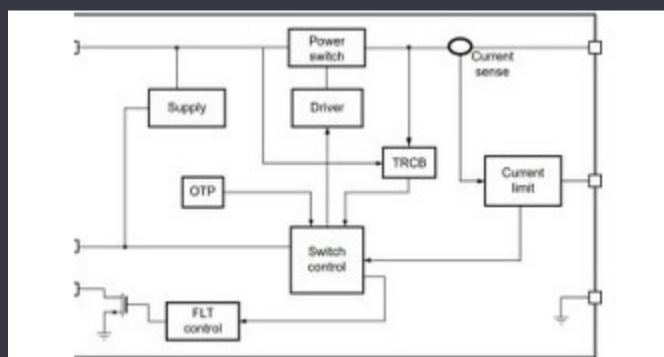 Power
switch
Current
sense
Supply
Driver
TRCB
OTP
Current
limit
Switch
control
FLT
control